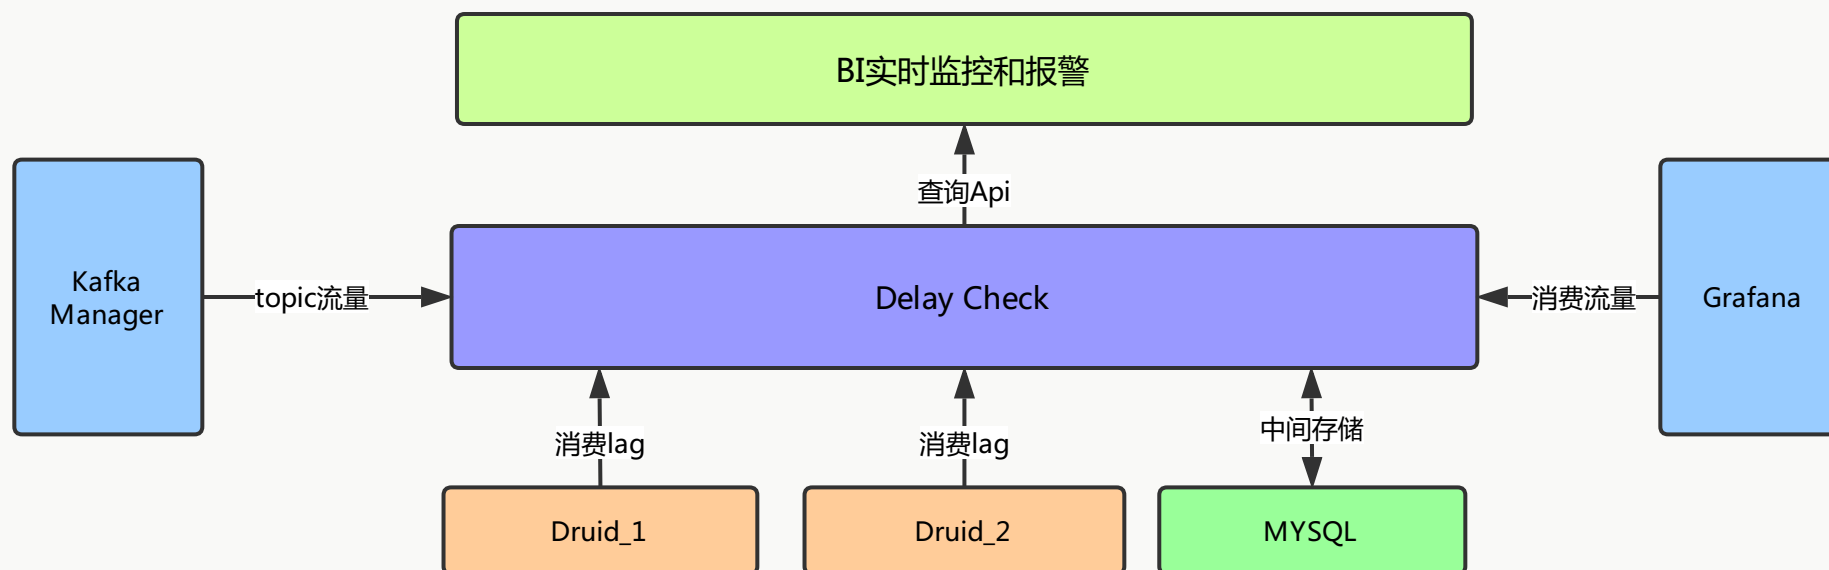 BI实时监控和报警
查询Api
Kafka
Manager
topic流量
Delay Check
消费流量
Grafana
消费lag
消费lag
中间存储
Druid_1
Druid_2
MYSQL